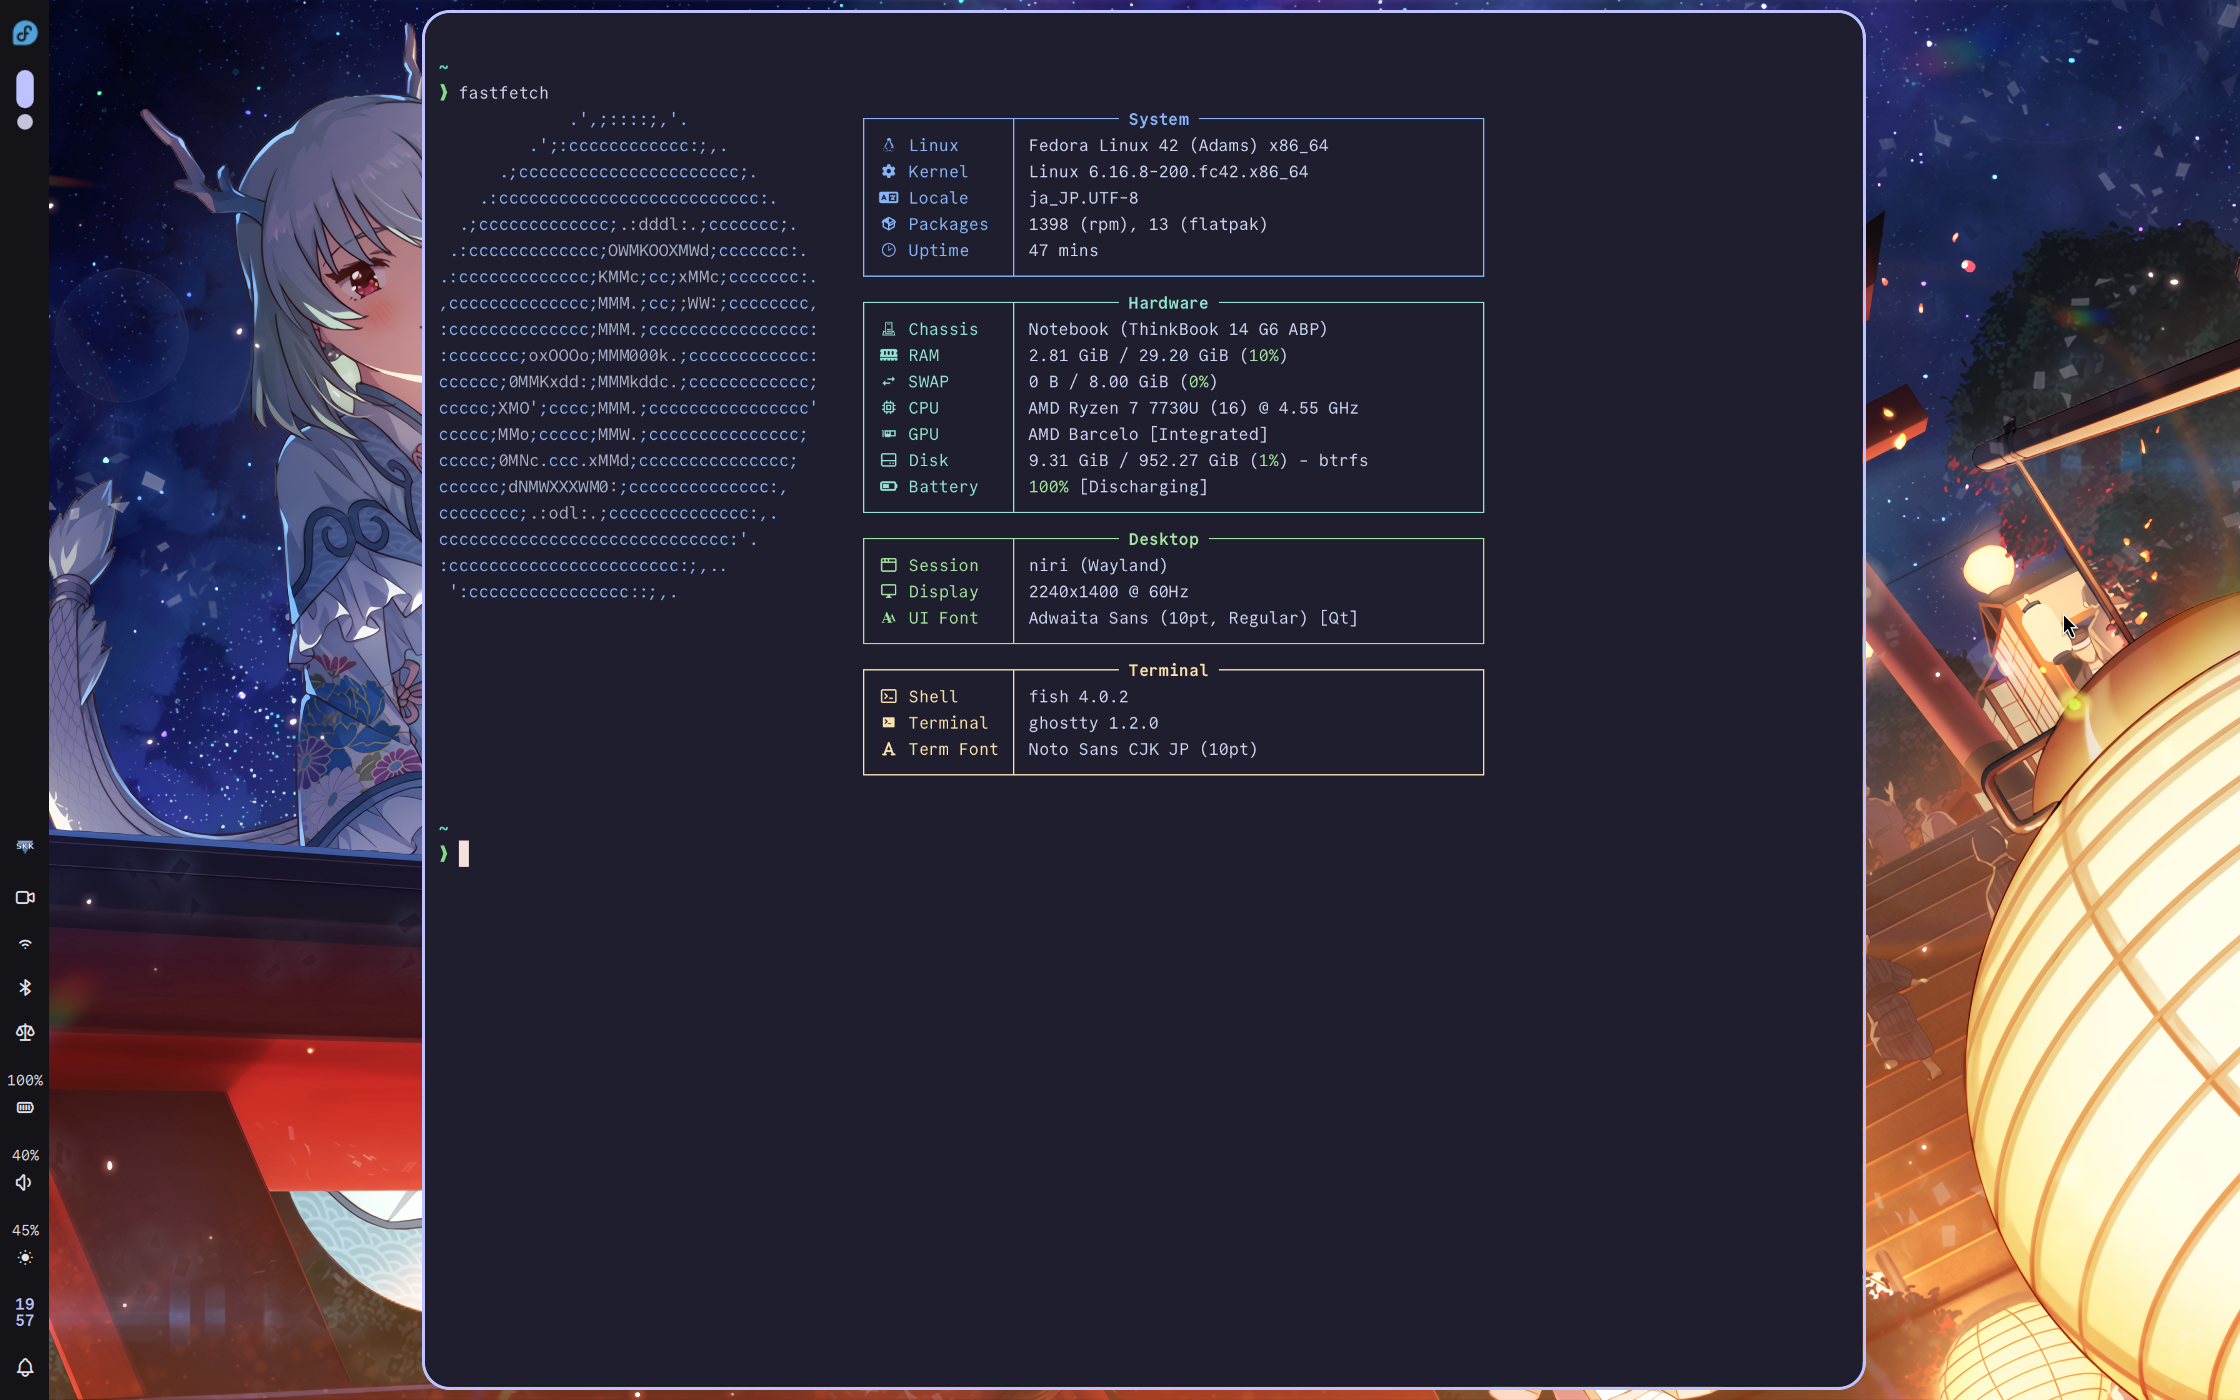 ~
❯ fastfetch
.',;::::;,'.
.';:cccccccccccc:;,.
.;cccccccccccccccccccccc;.
.:cccccccccccccccccccccccccc:.
.;ccccccccccccc;.:dddl:.;ccccccc;.
.:ccccccccccccc;OWMKOOXMWd;ccccccc:.
.:ccccccccccccc;KMMc;cc;xMMc;ccccccc:.
,cccccccccccccc;MMM.;cc;;WW:;cccccccc,
:cccccccccccccc;MMM.;cccccccccccccccc:
:ccccccc;oxOOOo;MMM000k.;cccccccccccc:
cccccc;0MMKxdd:;MMMkddc.;cccccccccccc;
ccccc;XMO';cccc;MMM.;cccccccccccccccc'
ccccc;MMo;ccccc;MMW.;ccccccccccccccc;
ccccc;0MNc.ccc.xMMd;ccccccccccccccc;
cccccc;dNMWXXXWM0:;cccccccccccccc:,
cccccccc;.:odl:.;cccccccccccccc:,.
ccccccccccccccccccccccccccccc:'.
:ccccccccccccccccccccccc:;,..
':cccccccccccccccc::;,.
System
Linux Fedora Linux 42 (Adams) x86_64
Kernel Linux 6.16.8-200.fc42.x86_64
Locale ja_JP.UTF-8
Packages 1398 (rpm), 13 (flatpak)
Uptime 47 mins
Hardware
Chassis Notebook (ThinkBook 14 G6 ABP)
RAM 2.81 GiB / 29.20 GiB (10%)
SWAP 0 B / 8.00 GiB (0%)
CPU AMD Ryzen 7 7730U (16) @ 4.55 GHz
GPU AMD Barcelo [Integrated]
Disk 9.31 GiB / 952.27 GiB (1%) - btrfs
Battery 100% [Discharging]
Desktop
Session niri (Wayland)
Display 2240x1400 @ 60Hz
UI Font Adwaita Sans (10pt, Regular) [Qt]
Terminal
Shell fish 4.0.2
Terminal ghostty 1.2.0
Term Font Noto Sans CJK JP (10pt)
~
❯
SKK
100%
40%
45%
19
57